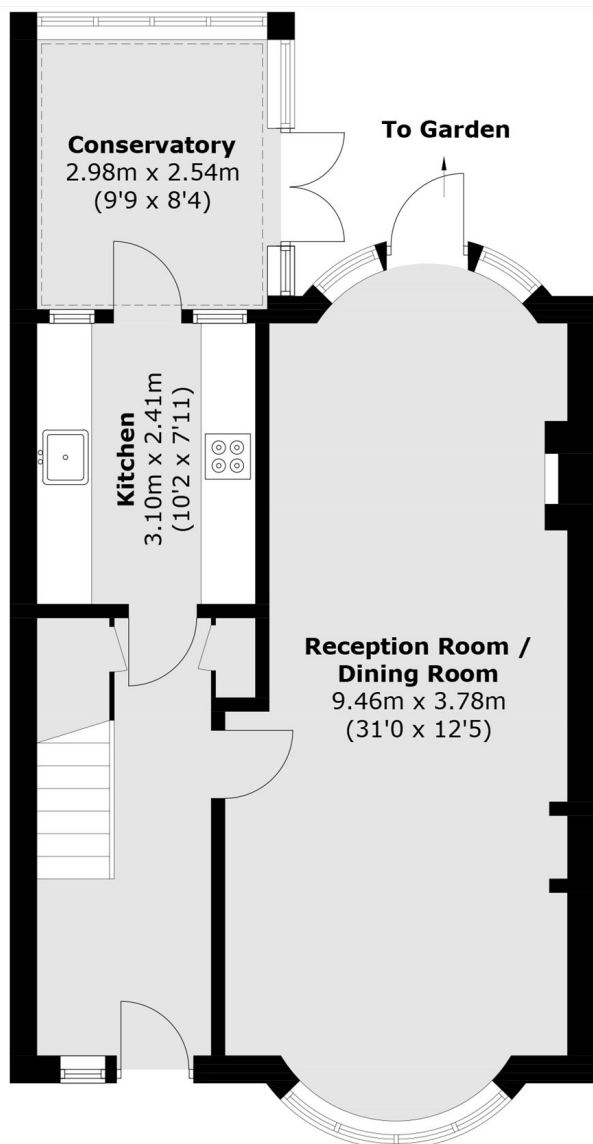 Conservatory
2.98m x 2.54m
(9'9 x 8'4)
To Garden
Kitchen
3.10m x 2.41m
(10'2 x 7'11)
Reception Room /
Dining Room
9.46m x 3.78m
(31'0 x 12'5)